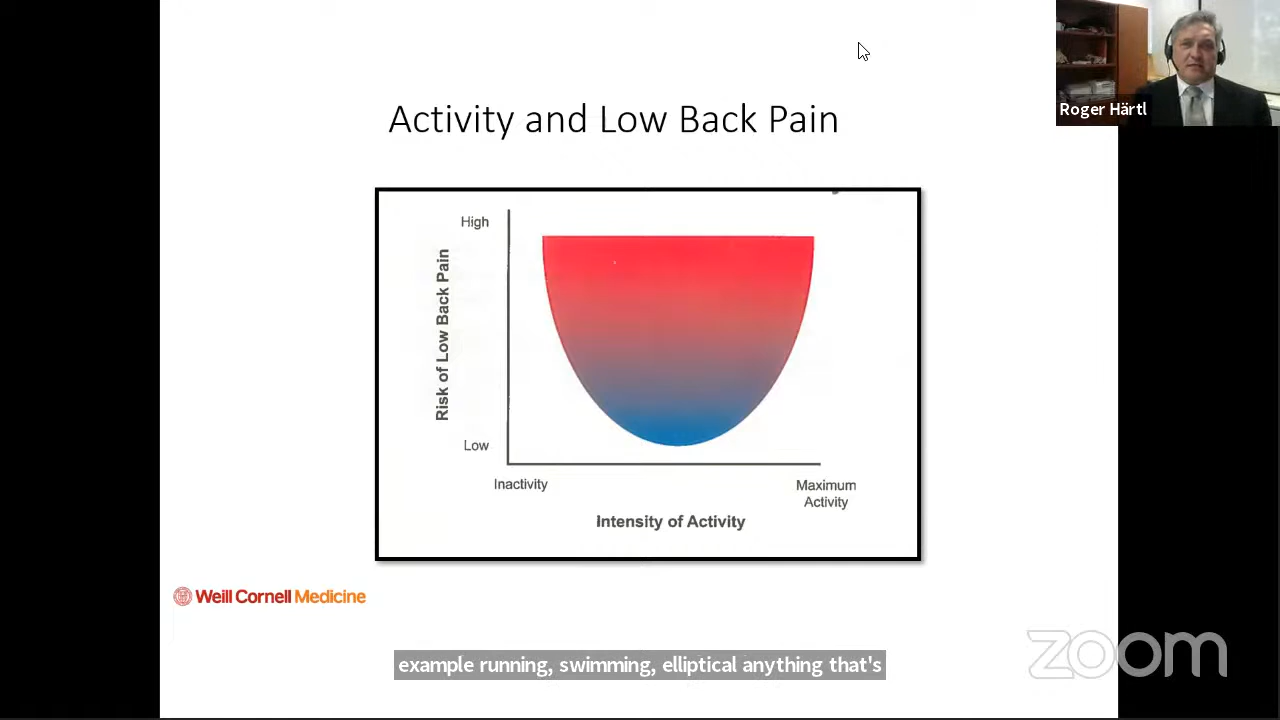 Roger Härtl
Activity and Low Back Pain
High
Risk of Low Back Pain
Low
Inactivity
Maximum
Activity
Intensity of Activity
Weill Cornell Medicine
example running, swimming, elliptical anything that's
zoom